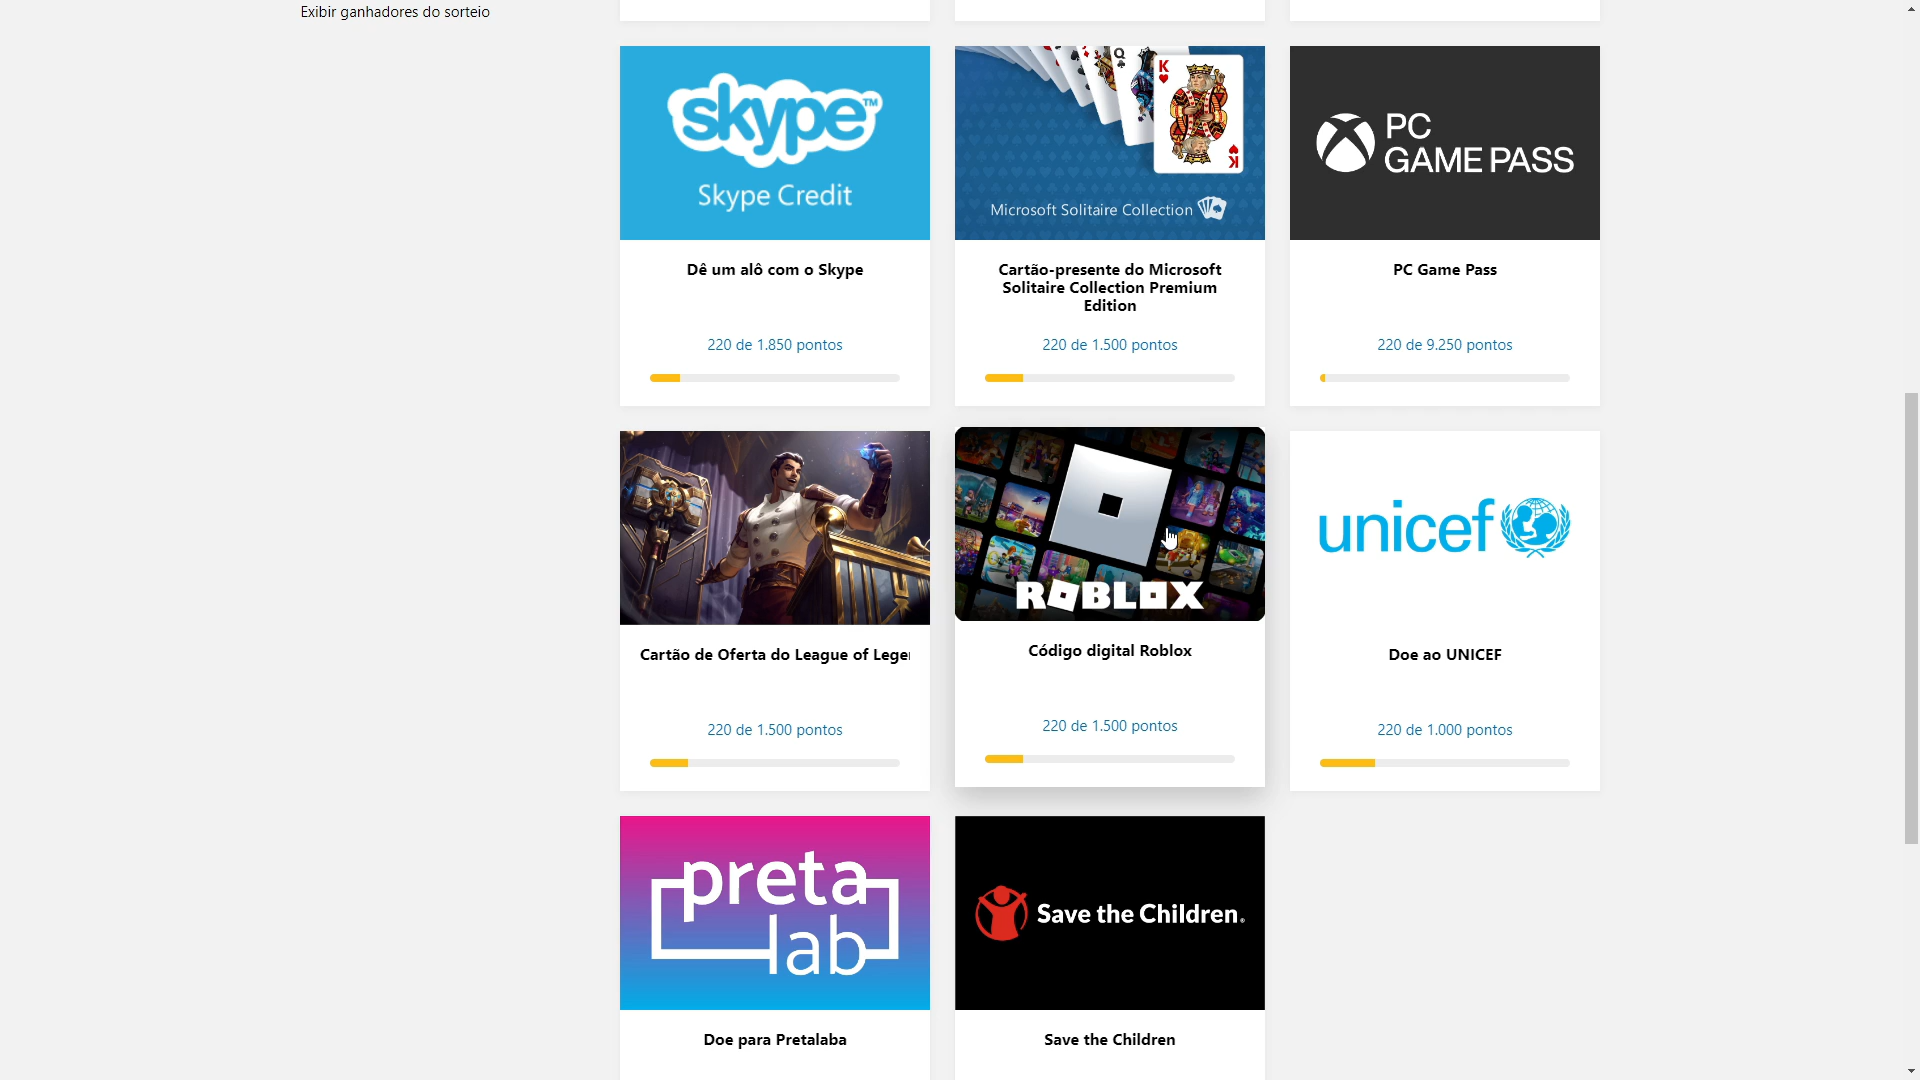 Exibir ganhadores do sorteio
skype™
Skype Credit
Dê um alô com o Skype
220 de 1.850 pontos
Q
K
K
Microsoft Solitaire Collection
Cartão-presente do Microsoft
Solitaire Collection Premium
Edition
220 de 1.500 pontos
PC
GAME PASS
PC Game Pass
220 de 9.250 pontos
Cartão de Oferta do League of Leger
220 de 1.500 pontos
ROBLOX
Código digital Roblox
220 de 1.500 pontos
unicef
Doe ao UNICEF
220 de 1.000 pontos
preta
lab
Doe para Pretalaba
Save the Children®
Save the Children